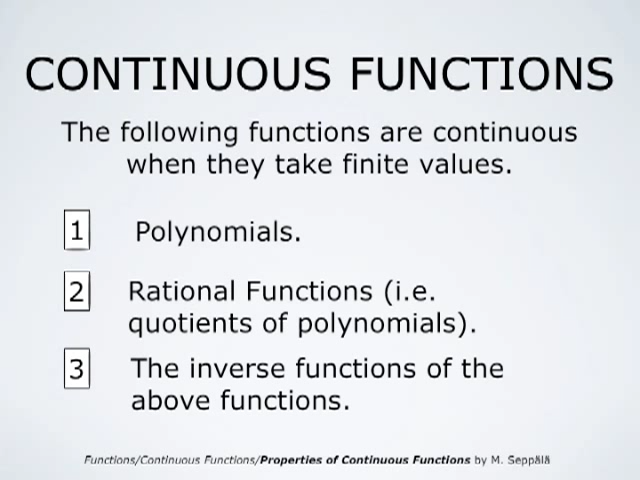 CONTINUOUS FUNCTIONS
The following functions are continuous
when they take finite values.
1 Polynomials.
2 Rational Functions (i.e.
quotients of polynomials).
3 The inverse functions of the
above functions.
Functions/Continuous Functions/Properties of Continuous Functions by M. Seppälä